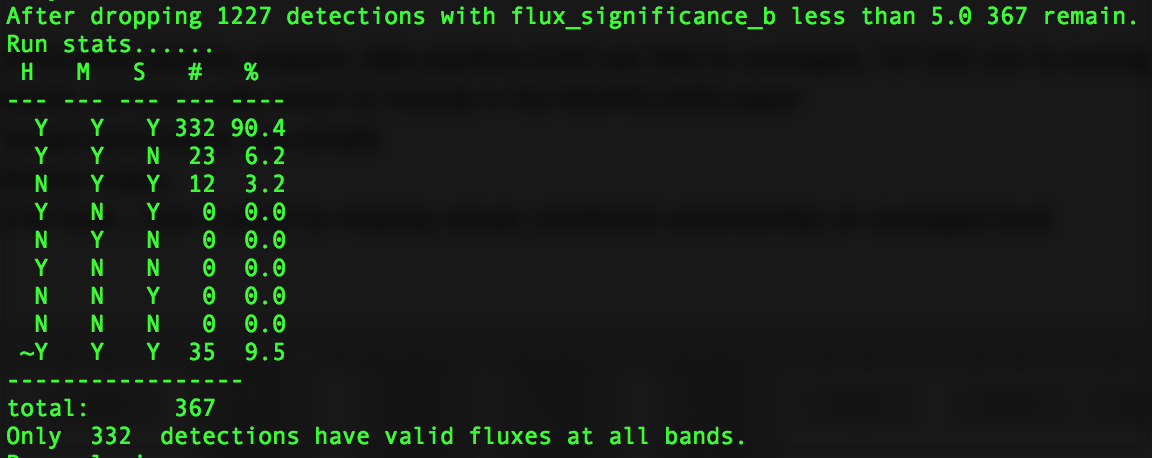 After dropping 1227 detections with flux_significance_b less than 5.0 367 remain.
Run stats......
H M S # %
--- --- --- --- ----
Y Y Y 332 90.4
Y Y N 23 6.2
N Y Y 12 3.2
Y N Y 0 0.0
N Y N 0 0.0
Y N N 0 0.0
N N Y 0 0.0
N N N 0 0.0
~Y Y Y 35 9.5
-----------------
total: 367
Only 332 detections have valid fluxes at all bands.